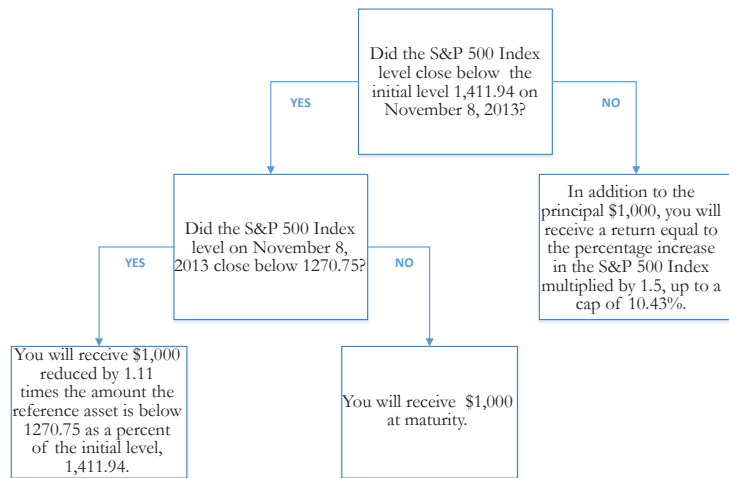 Did the S&P 500 Index
level close below the
initial level 1,411.94 on
November 8, 2013?
YES
NO
Did the S&P 500 Index
level on November 8,
2013 close below 1270.75?
In addition to the
principal $1,000, you will
receive a return equal to
the percentage increase
in the S&P 500 Index
multiplied by 1.5, up to a
cap of 10.43%.
YES
NO
You will receive $1,000
reduced by 1.11
times the amount the
reference asset is below
1270.75 as a percent
of the initial level,
1,411.94.
You will receive $1,000
at maturity.